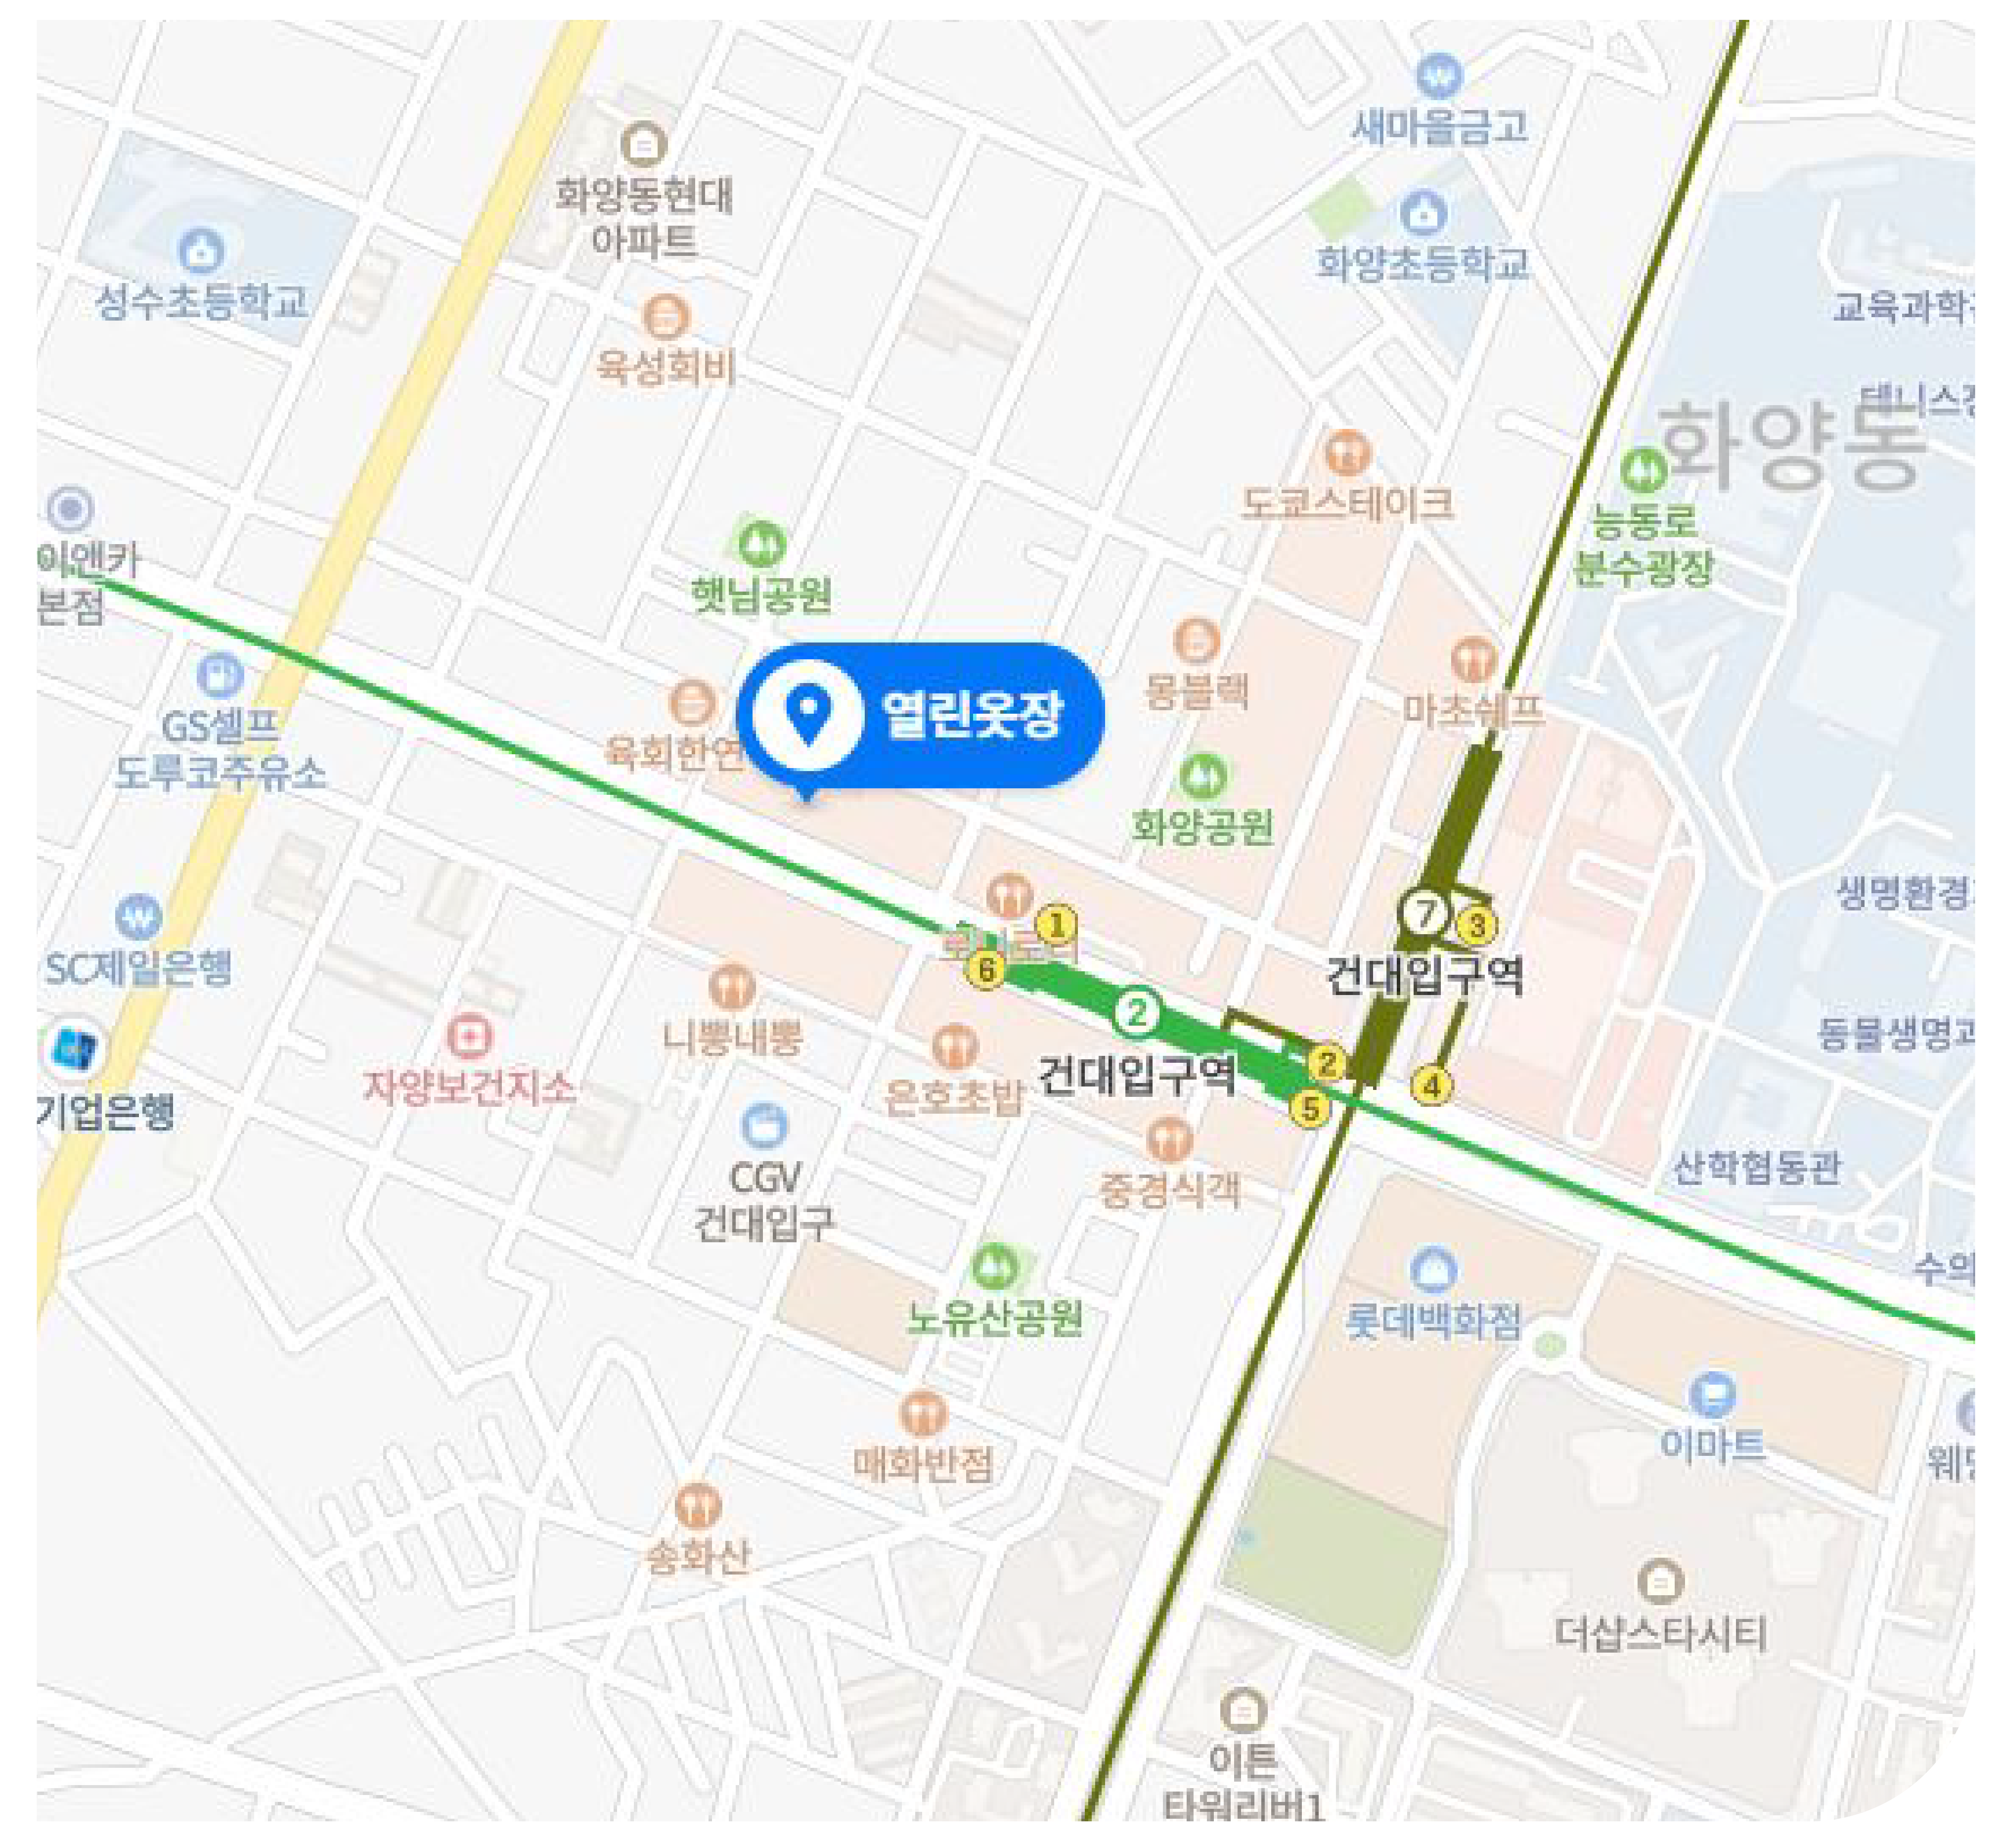 새마을금고
화양동현대
아파트
화양초등학교
성수초등학교
교육과학
육성회비
테니스
화양동
도쿄스테이크
능동로
분수광장
이앤카
본점
햇님공원
몽블랙
마초쉐프
GS셀프
도루코주유소
육회한연
열린옷장
화양공원
생명환경
SC제일은행
1
6
7
3
건대입구역
2
건대입구역
2
5
4
니뽕내뽕
은호초밥
동물생명과
자양보건지소
기업은행
CGV
건대입구
중경식객
산학협동관
수의
노유산공원
롯데백화점
이마트
매화반점
송화산
더샵스타시티
이튼
타워리버1